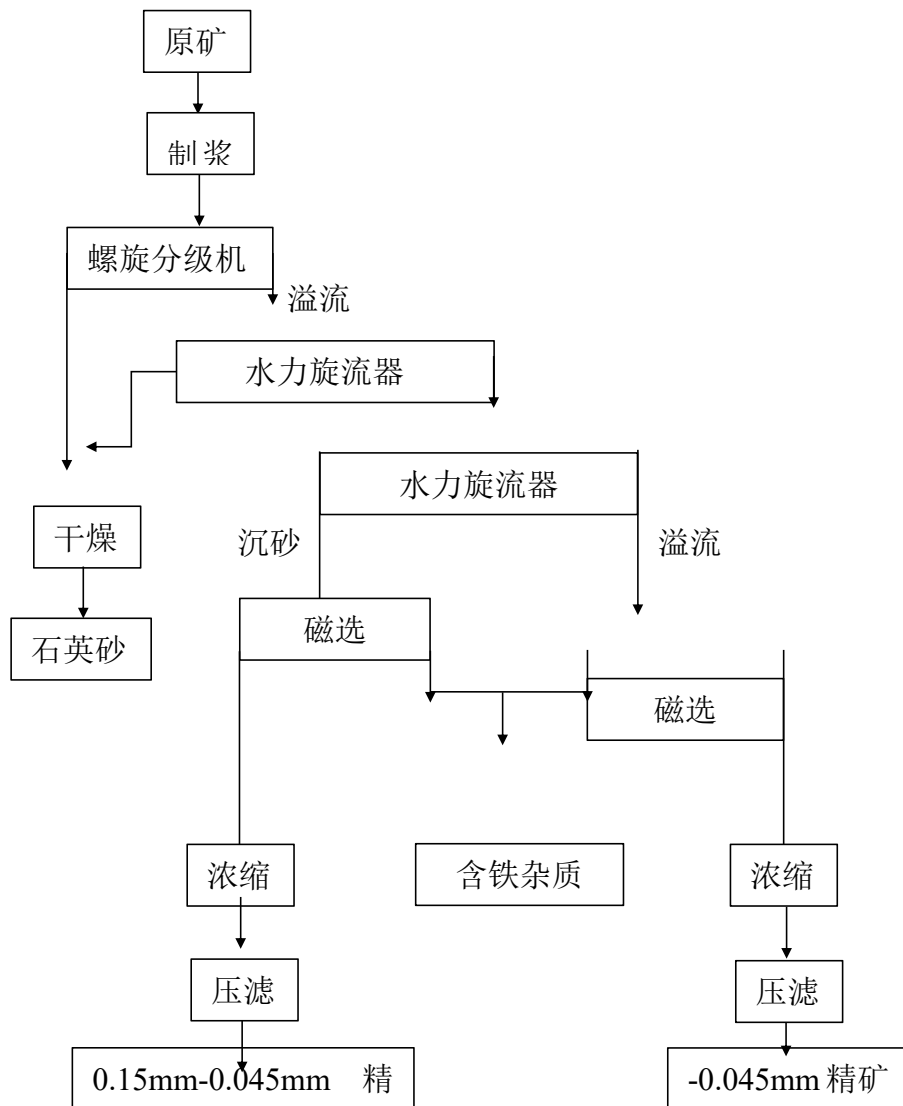 原矿
制浆
螺旋分级机
溢流
水力旋流器
水力旋流器
干燥
沉砂
溢流
石英砂
磁选
磁选
浓缩
含铁杂质
浓缩
压滤
压滤
0.15mm-0.045mm 精
-0.045mm 精矿